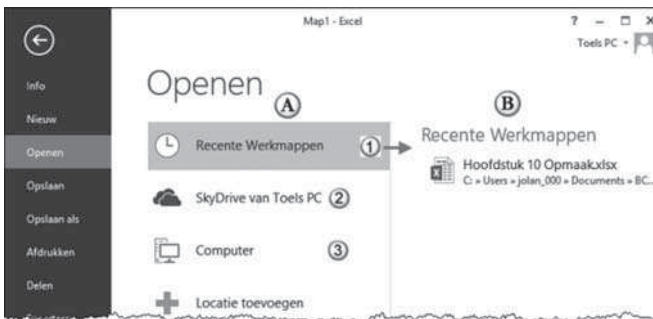 Map1 - Excel
? – □ X
Toels PC
Info
Nieuw
Openen
Opslaan
Opslaan als
Afdrukken
Delen
Openen
A
Recente Werkmappen 1
SkyDrive van Toels PC 2
Computer 3
Locatie toevoegen
B
Recente Werkmappen
Hoofdstuk 10 Opmaak.xlsx
C: » Users » jolan_000 » Documents » BC...